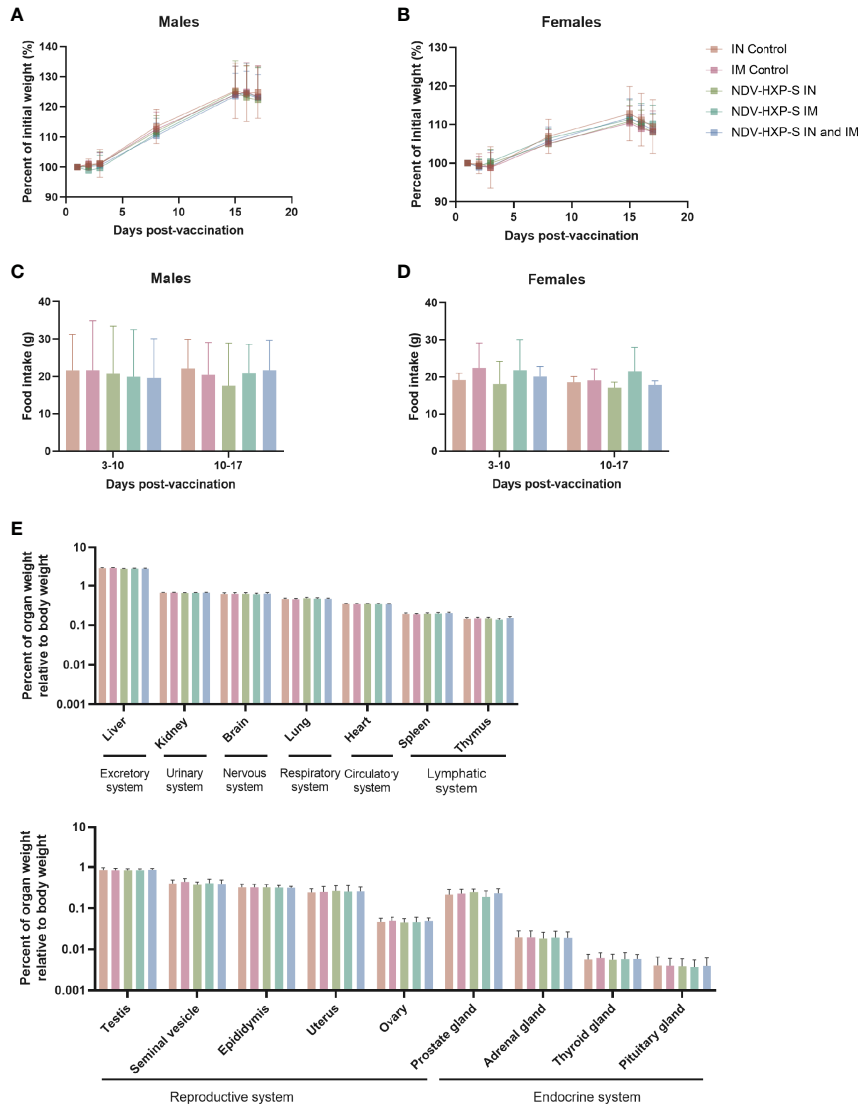 A
Males
Percent of initial weight (%)
140
130
120
110
100
90
0
5
10
15
20
Days post-vaccination
B
Females
Percent of initial weight (%)
130
120
110
100
90
0
5
10
15
20
Days post-vaccination
IN Control
IM Control
NDV-HXP-S IN
NDV-HXP-S IM
NDV-HXP-S IN and IM
C
Males
Food intake (g)
40
30
20
10
0
3-10
10-17
Days post-vaccination
D
Females
Food intake (g)
40
30
20
10
0
3-10
10-17
Days post-vaccination
E
Percent of organ weight
relative to body weight
10
1
0.1
0.01
0.001
Liver
Kidney
Brain
Lung
Heart
Spleen
Thymus
Excretory
system
Urinary
system
Nervous
system
Respiratory
system
Circulatory
system
Lymphatic
system
Percent of organ weight
relative to body weight
10
1
0.1
0.01
0.001
Testis
Seminal vesicle
Epididymis
Uterus
Ovary
Prostate gland
Adrenal gland
Thyroid gland
Pituitary gland
Reproductive system
Endocrine system